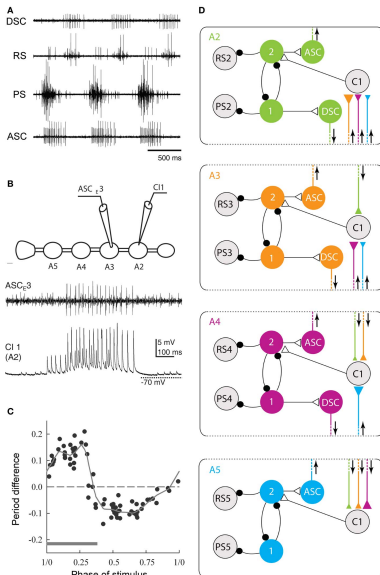 A
DSC
RS
PS
ASC
500 ms
B
ASC E 3
CI1
A5 A4 A3 A2
ASCE3
CI 1
(A2)
5 mV
100 ms
-70 mV
C
Period difference
0.2
0.1
0.0
-0.1
-0.2
1/0 0.25 0.5 0.75 1/0
Phase of stimulus
D
A2
RS2
2
ASC
C1
PS2
1
DSC
A3
RS3
2
ASC
C1
PS3
1
DSC
A4
RS4
2
ASC
C1
PS4
1
DSC
A5
RS5
2
ASC
C1
PS5
1